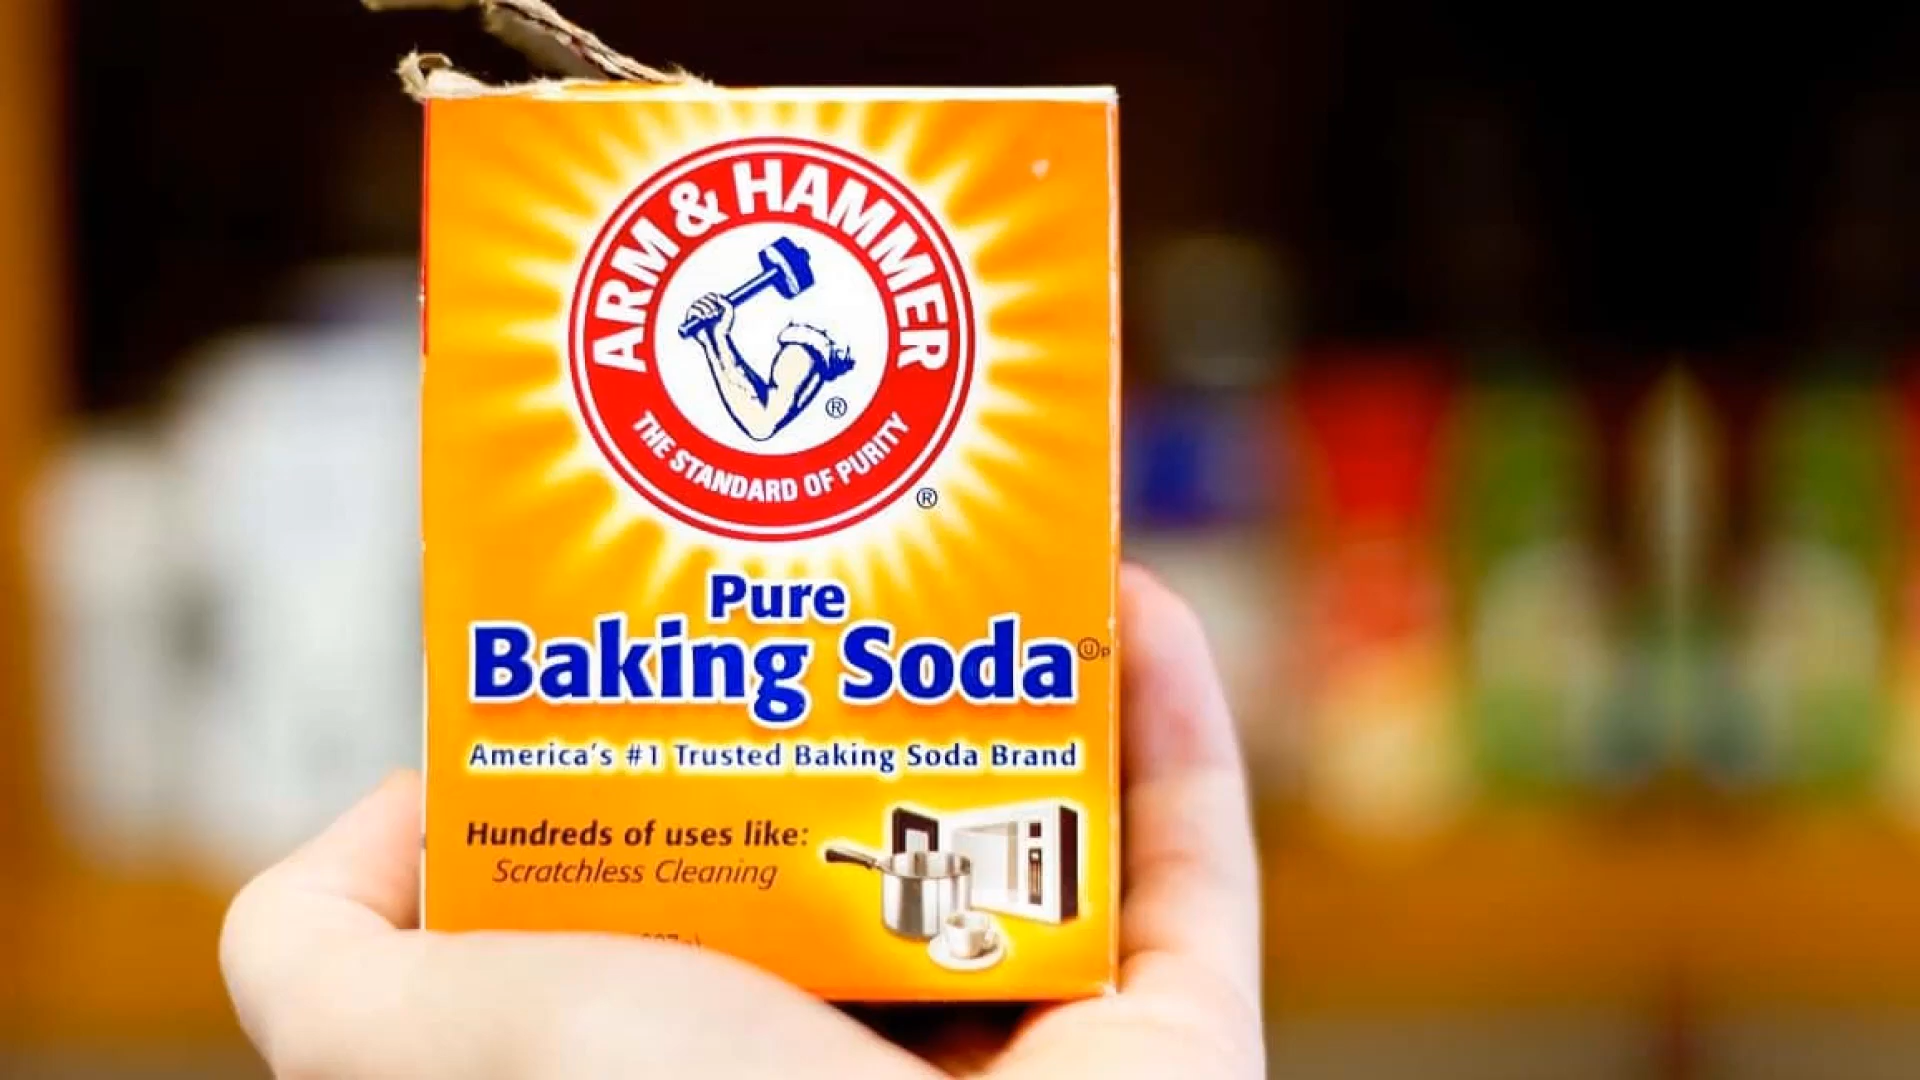 ARM & HAMMER
THE STANDARD OF PURITY
®
®
Pure
Baking Soda
Ⓤp
America's #1 Trusted Baking Soda Brand
Hundreds of uses like:
Scratchless Cleaning